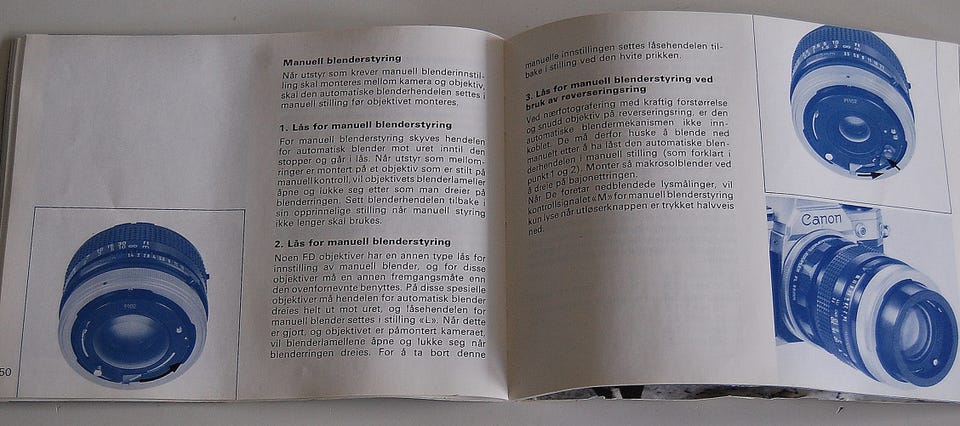 Manuell blenderstyring
Når utstyr som krever manuell blenderinnstil-
ling skal monteres mellom kamera og objektiv,
skal den automatiske blenderhendelen settes i
manuell stilling før objektivet monteres.
1. Lås for manuell blenderstyring
For manuell blenderstyring skyves hendelen
for automatisk blender mot uret inntil den
stopper og går i lås. Når utstyr som mellom-
ringer er montert på et objektiv som er stilt på
manuell kontroll, vil objektivets blenderlameller
åpne og lukke seg etter som man dreier på
blenderringen. Sett blenderhendelen tilbake i
sin opprinnelige stilling når manuell styring
ikke lenger skal brukes.
2. Lås for manuell blenderstyring
Noen FD objektiver har en annen type lås for
innstilling av manuell blender, og for disse
objektiver må en annen fremgangsmåte enn
den ovenfornevnte benyttes. På disse spesielle
objektiver må hendelen for automatisk blender
dreies helt ut mot uret, og låsehendelen for
manuell blender settes i stilling «L». Når dette
er gjort, og objektivet er påmontert kameraet,
vil blenderlamellene åpne og lukke seg når
blenderringen dreies. For å ta bort denne
50
manuelle innstillingen settes låsehendelen til-
bake i stilling ved den hvite prikken.
3. Lås for manuell blenderstyring ved
bruk av reverseringsring
Ved nærfotografering med kraftig forstørrelse
og snudd objektiv på reverseringsring, er den
automatiske blendermekanismen ikke inn-
koblet. De må derfor huske å blende ned
manuelt etter å ha låst den automatiske blen-
derhendelen i manuell stilling (som forklart i
punkt 1 og 2). Monter så makrosolblender ved
å dreie på bajonettringen.
Når De foretar nedblendede lysmålinger, vil
kontrollsignalet «M» for manuell blenderstyring
kun lyse når utløserknappen er trykket halvveis
ned.
Canon